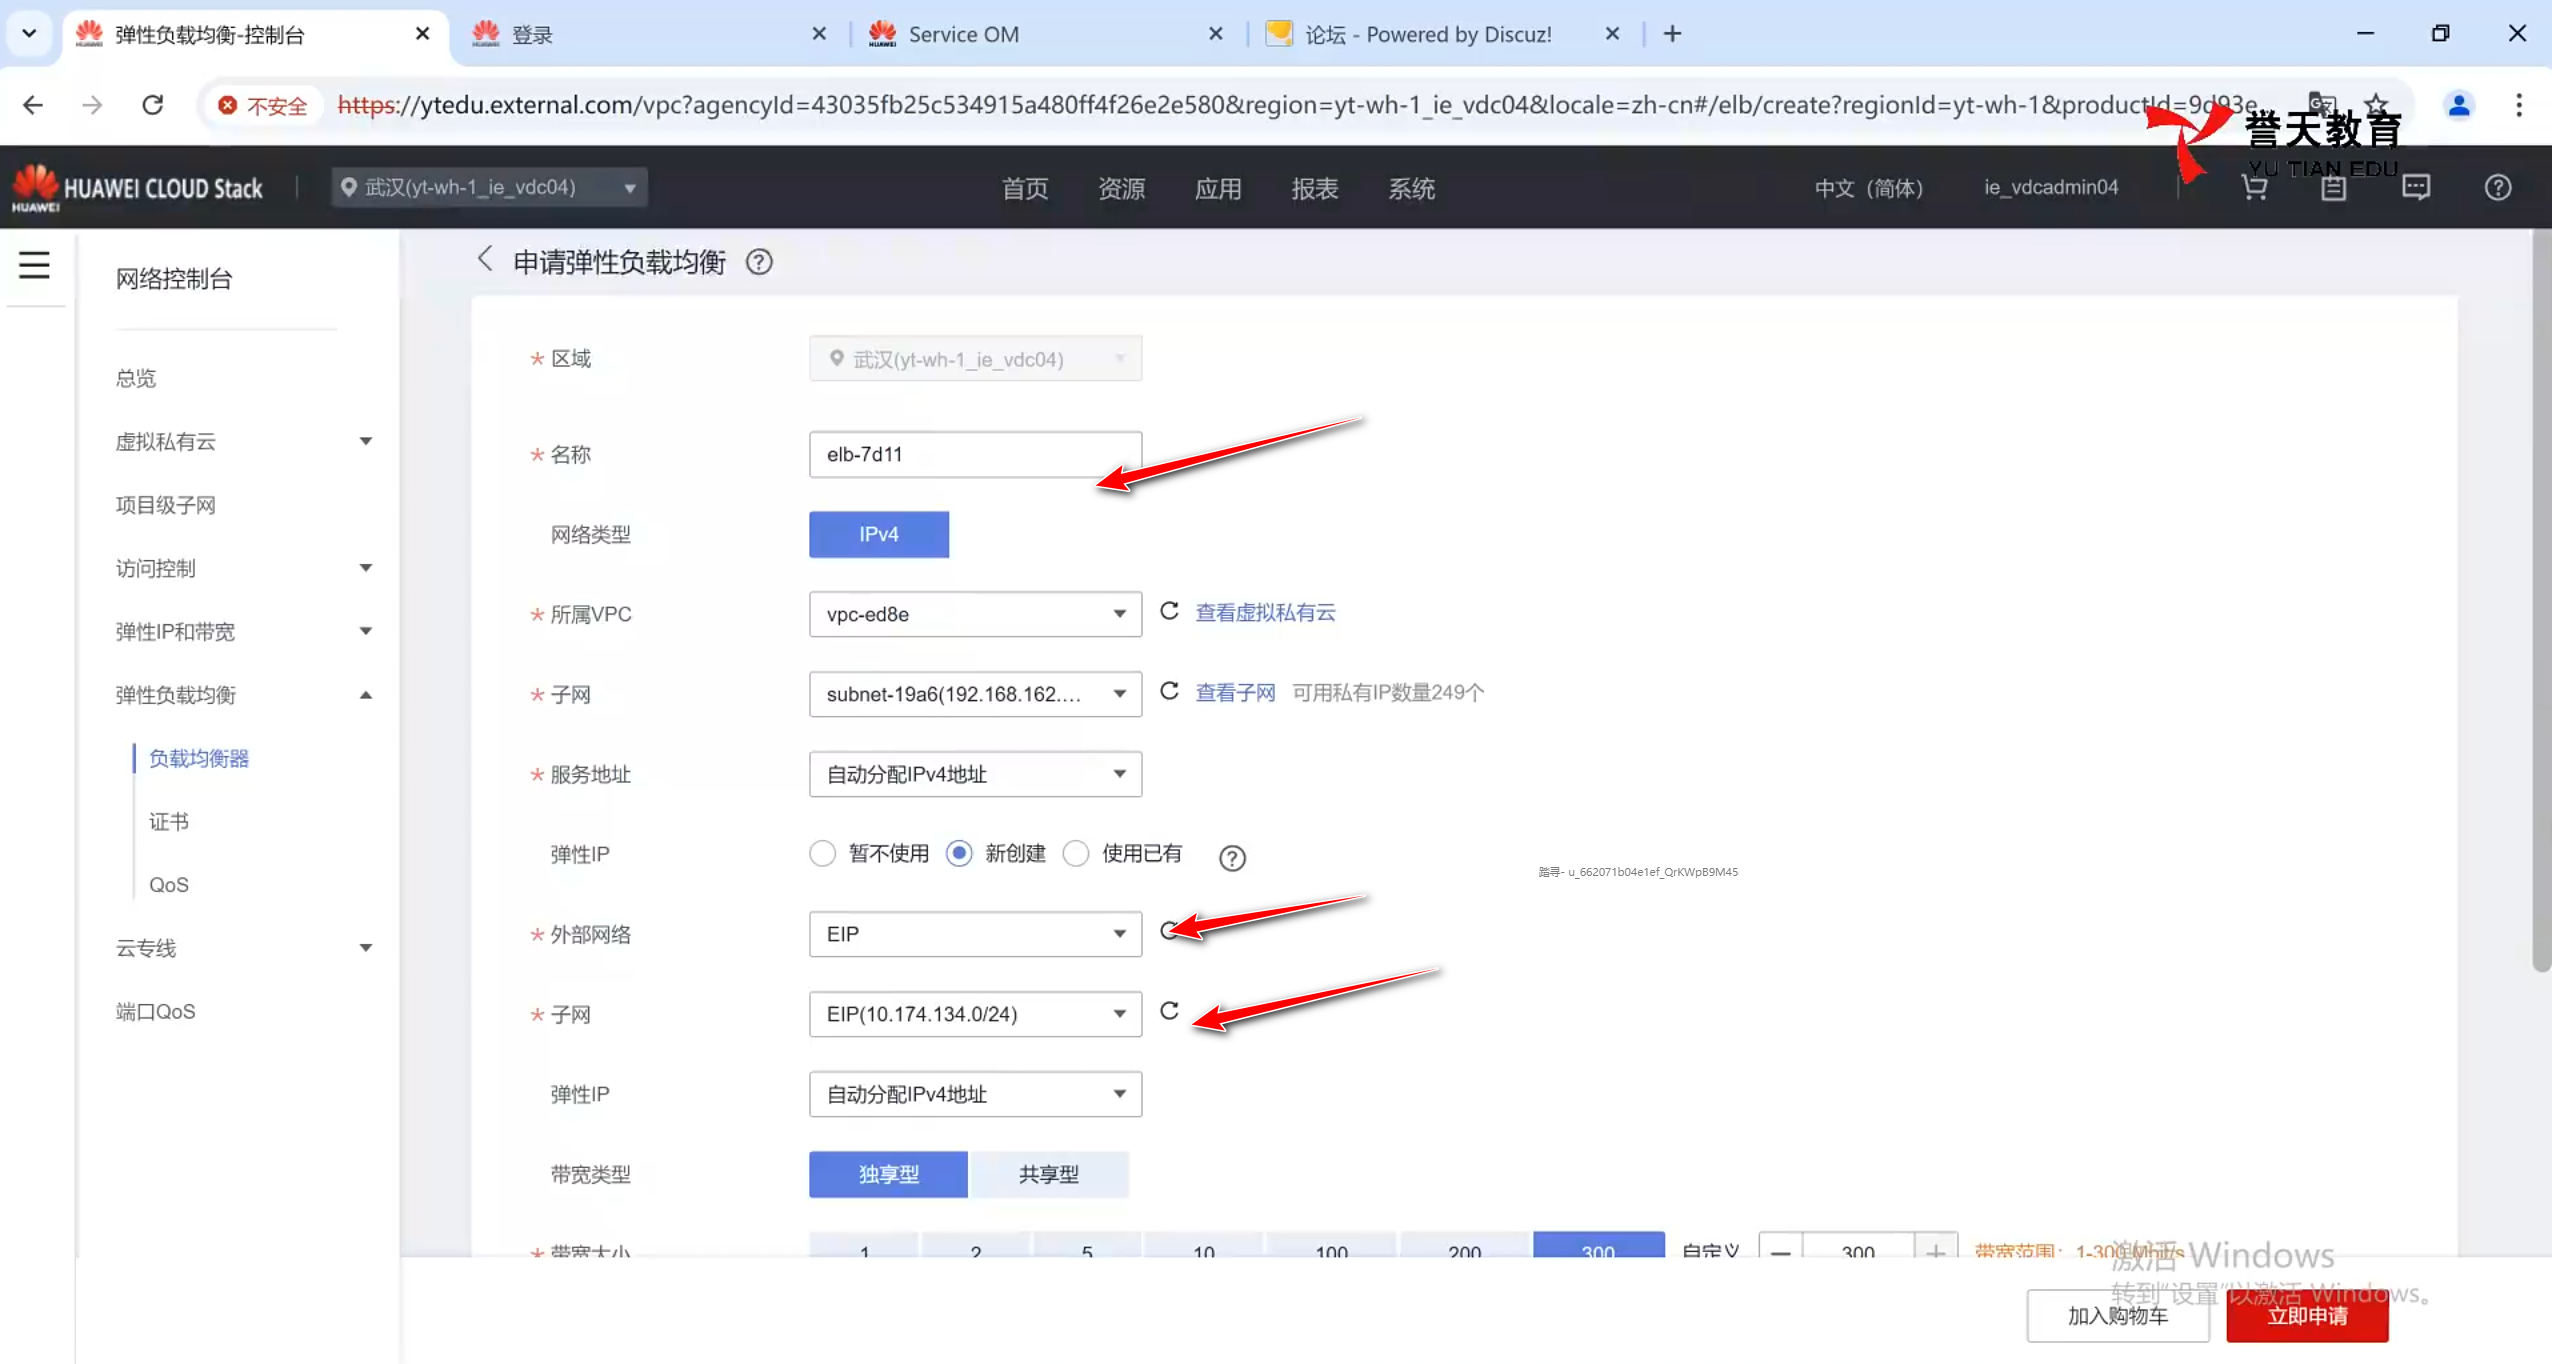 弹性负载均衡-控制台
登录
Service OM
论坛 - Powered by Discuz!
不安全
https://ytedu.external.com/vpc?agencyId=43035fb25c534915a480ff4f26e2e580&region=yt-wh-1_ie_vdc04&locale=zh-cn#/elb/create?regionId=yt-wh-1&productId=9d93e...
誉天教育
YU TIAN EDU
HUAWEI
HUAWEI CLOUD Stack
武汉(yt-wh-1_ie_vdc04)
首页
资源
应用
报表
系统
中文（简体）
ie_vdcadmin04
网络控制台
总览
虚拟私有云
项目级子网
访问控制
弹性IP和带宽
弹性负载均衡
负载均衡器
证书
QoS
云专线
端口QoS
申请弹性负载均衡
* 区域
武汉(yt-wh-1_ie_vdc04)
* 名称
elb-7d11
网络类型
IPv4
* 所属VPC
vpc-ed8e
查看虚拟私有云
* 子网
subnet-19a6(192.168.162....
查看子网 可用私有IP数量249个
* 服务地址
自动分配IPv4地址
弹性IP
暂不使用
新创建
使用已有
踏寻- u_662071b04e1ef_QrKWpB9M45
* 外部网络
EIP
* 子网
EIP(10.174.134.0/24)
弹性IP
自动分配IPv4地址
带宽类型
独享型
共享型
* 带宽大小
1
2
5
10
100
200
300
自定义
300
带宽范围：1-300 Mbit/s
激活 Windows
转到"设置"以激活 Windows。
加入购物车
立即申请